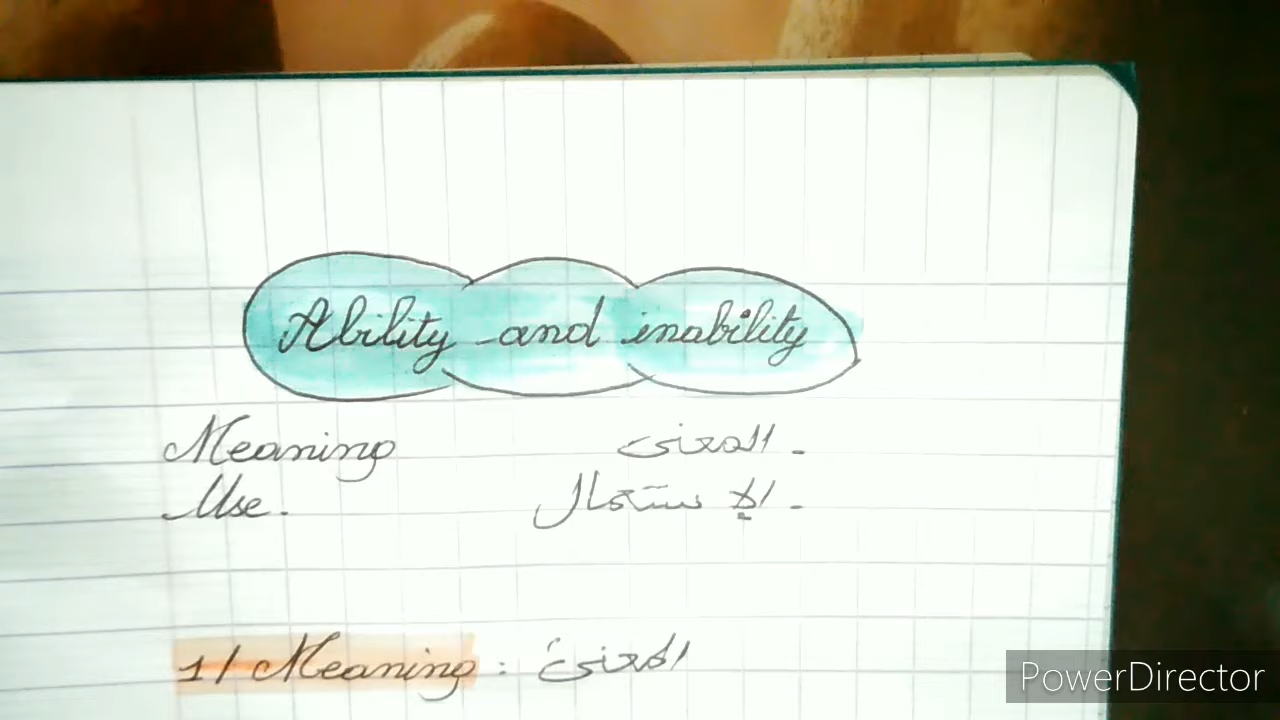 Ability and inability
Meaning المعنى -
Use. الإستعمال -
1/ Meaning : المعنى
PowerDirector